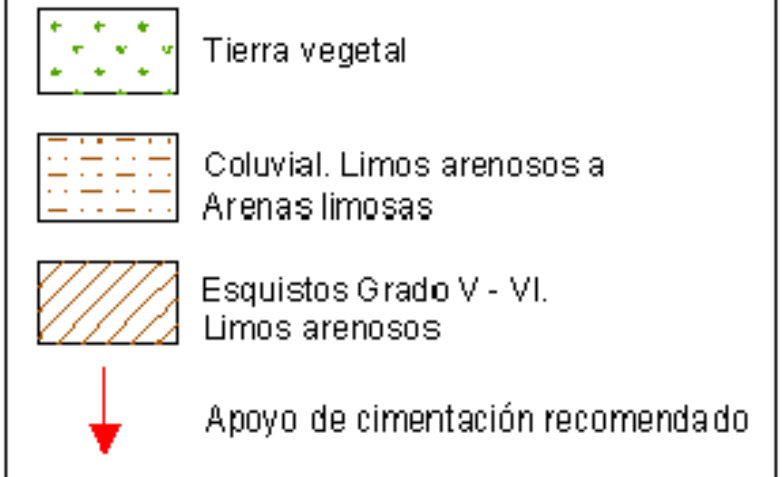 Tierra vegetal
Coluvial. Limos arenosos a
Arenas limosas
Esquistos Grado V - VI.
Limos arenosos
Apoyo de cimentación recomendado